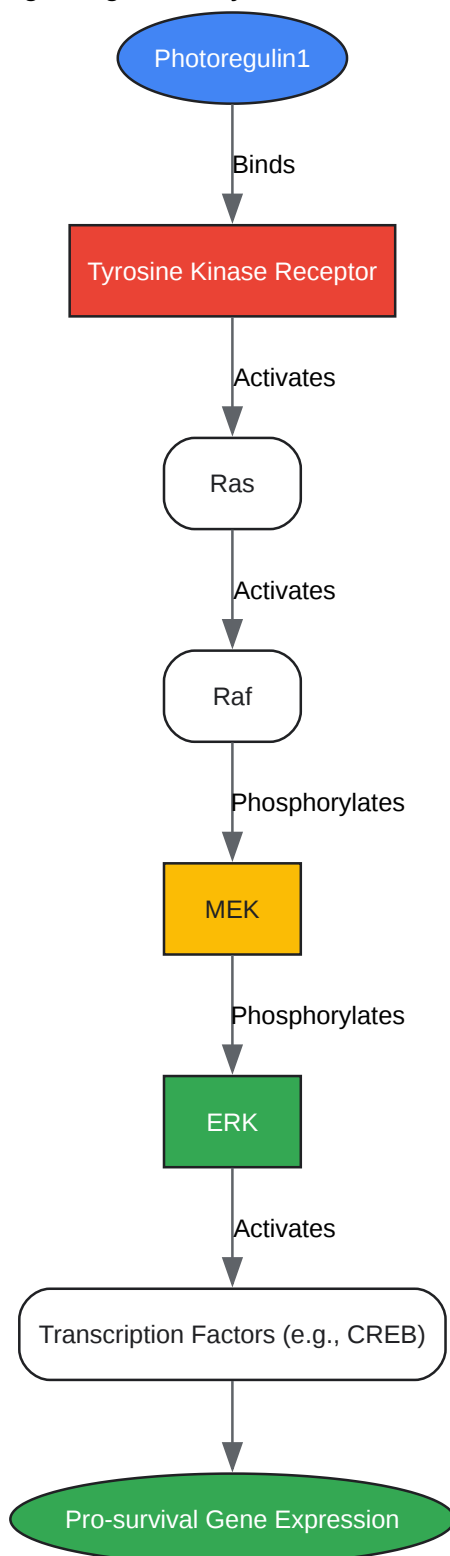 Photoregulin1
Binds
Tyrosine Kinase Receptor
Activates
Ras
Activates
Raf
Phosphorylates
MEK
Phosphorylates
ERK
Activates
Transcription Factors (e.g., CREB)
Pro-survival Gene Expression